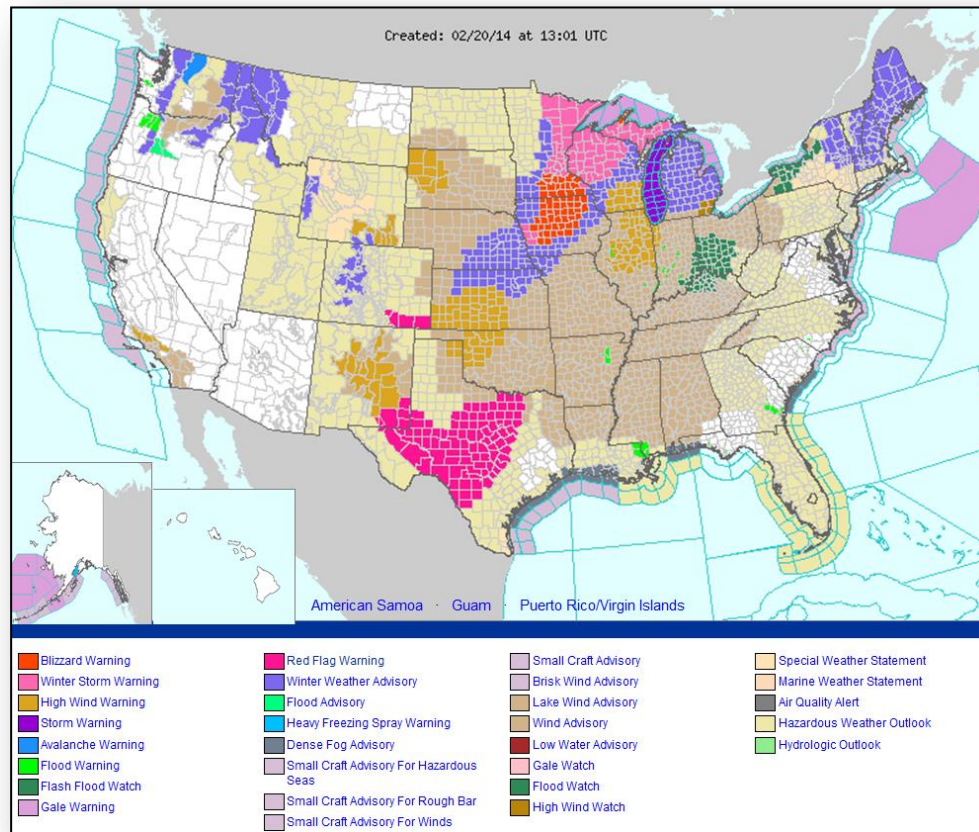 Created: 02/20/14 at 13:01 UTC
American Samoa · Guam · Puerto Rico/Virgin Islands
Blizzard Warning
Winter Storm Warning
High Wind Warning
Storm Warning
Avalanche Warning
Flood Warning
Flash Flood Watch
Gale Warning
Red Flag Warning
Winter Weather Advisory
Flood Advisory
Heavy Freezing Spray Warning
Dense Fog Advisory
Small Craft Advisory For Hazardous
Seas
Small Craft Advisory For Rough Bar
Small Craft Advisory For Winds
Small Craft Advisory
Brisk Wind Advisory
Lake Wind Advisory
Wind Advisory
Low Water Advisory
Gale Watch
Flood Watch
High Wind Watch
Special Weather Statement
Marine Weather Statement
Air Quality Alert
Hazardous Weather Outlook
Hydrologic Outlook